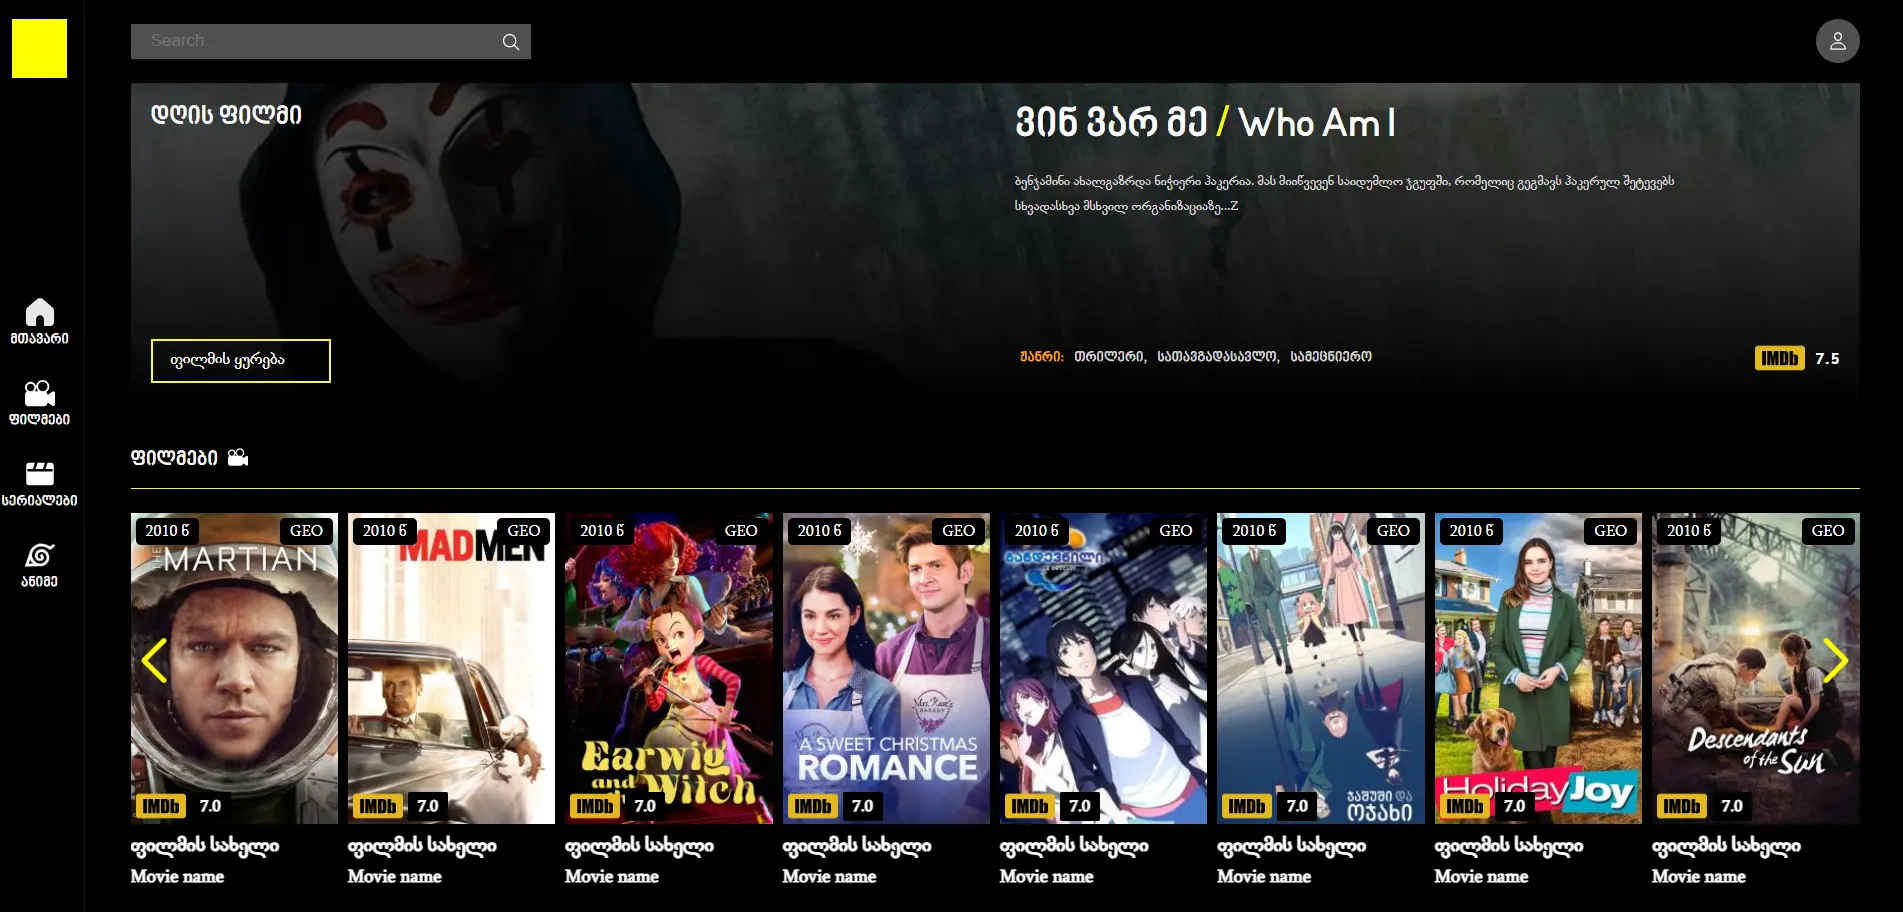 Search..
დღის ფილმი
ვინ ვარ მე / Who Am I
ბენჯამინი ახალგაზრდა ნიჭიერი ჰაკერია. მას მიიწვევენ საიდუმლო ჯგუფში, რომელიც გეგმავს ჰაკერულ შეტევებს
სხვადასხვა მსხვილ ორგანიზაციაზე...Z
ფილმის ყურება
ჟანრი: თრილერი, სათავგადასავლო, სამეცნიერო
IMDb 7.5
მთავარი
ფილმები
სერიალები
ანიმე
ფილმები
2010 წ GEO
THE MARTIAN
IMDb 7.0
ფილმის სახელი
Movie name
2010 წ GEO
MAD MEN
IMDb 7.0
ფილმის სახელი
Movie name
2010 წ GEO
Earwig
and Witch
IMDb 7.0
ფილმის სახელი
Movie name
2010 წ GEO
Mrs. Rose's
BAKERY
A SWEET CHRISTMAS
ROMANCE
IMDb 7.0
ფილმის სახელი
Movie name
2010 წ GEO
განდევნილი
IMDb 7.0
ფილმის სახელი
Movie name
2010 წ GEO
ჯაშუში და
ოჯახი
IMDb 7.0
ფილმის სახელი
Movie name
2010 წ GEO
Holiday Joy
IMDb 7.0
ფილმის სახელი
Movie name
2010 წ GEO
Descendants
of the Sun
IMDb 7.0
ფილმის სახელი
Movie name